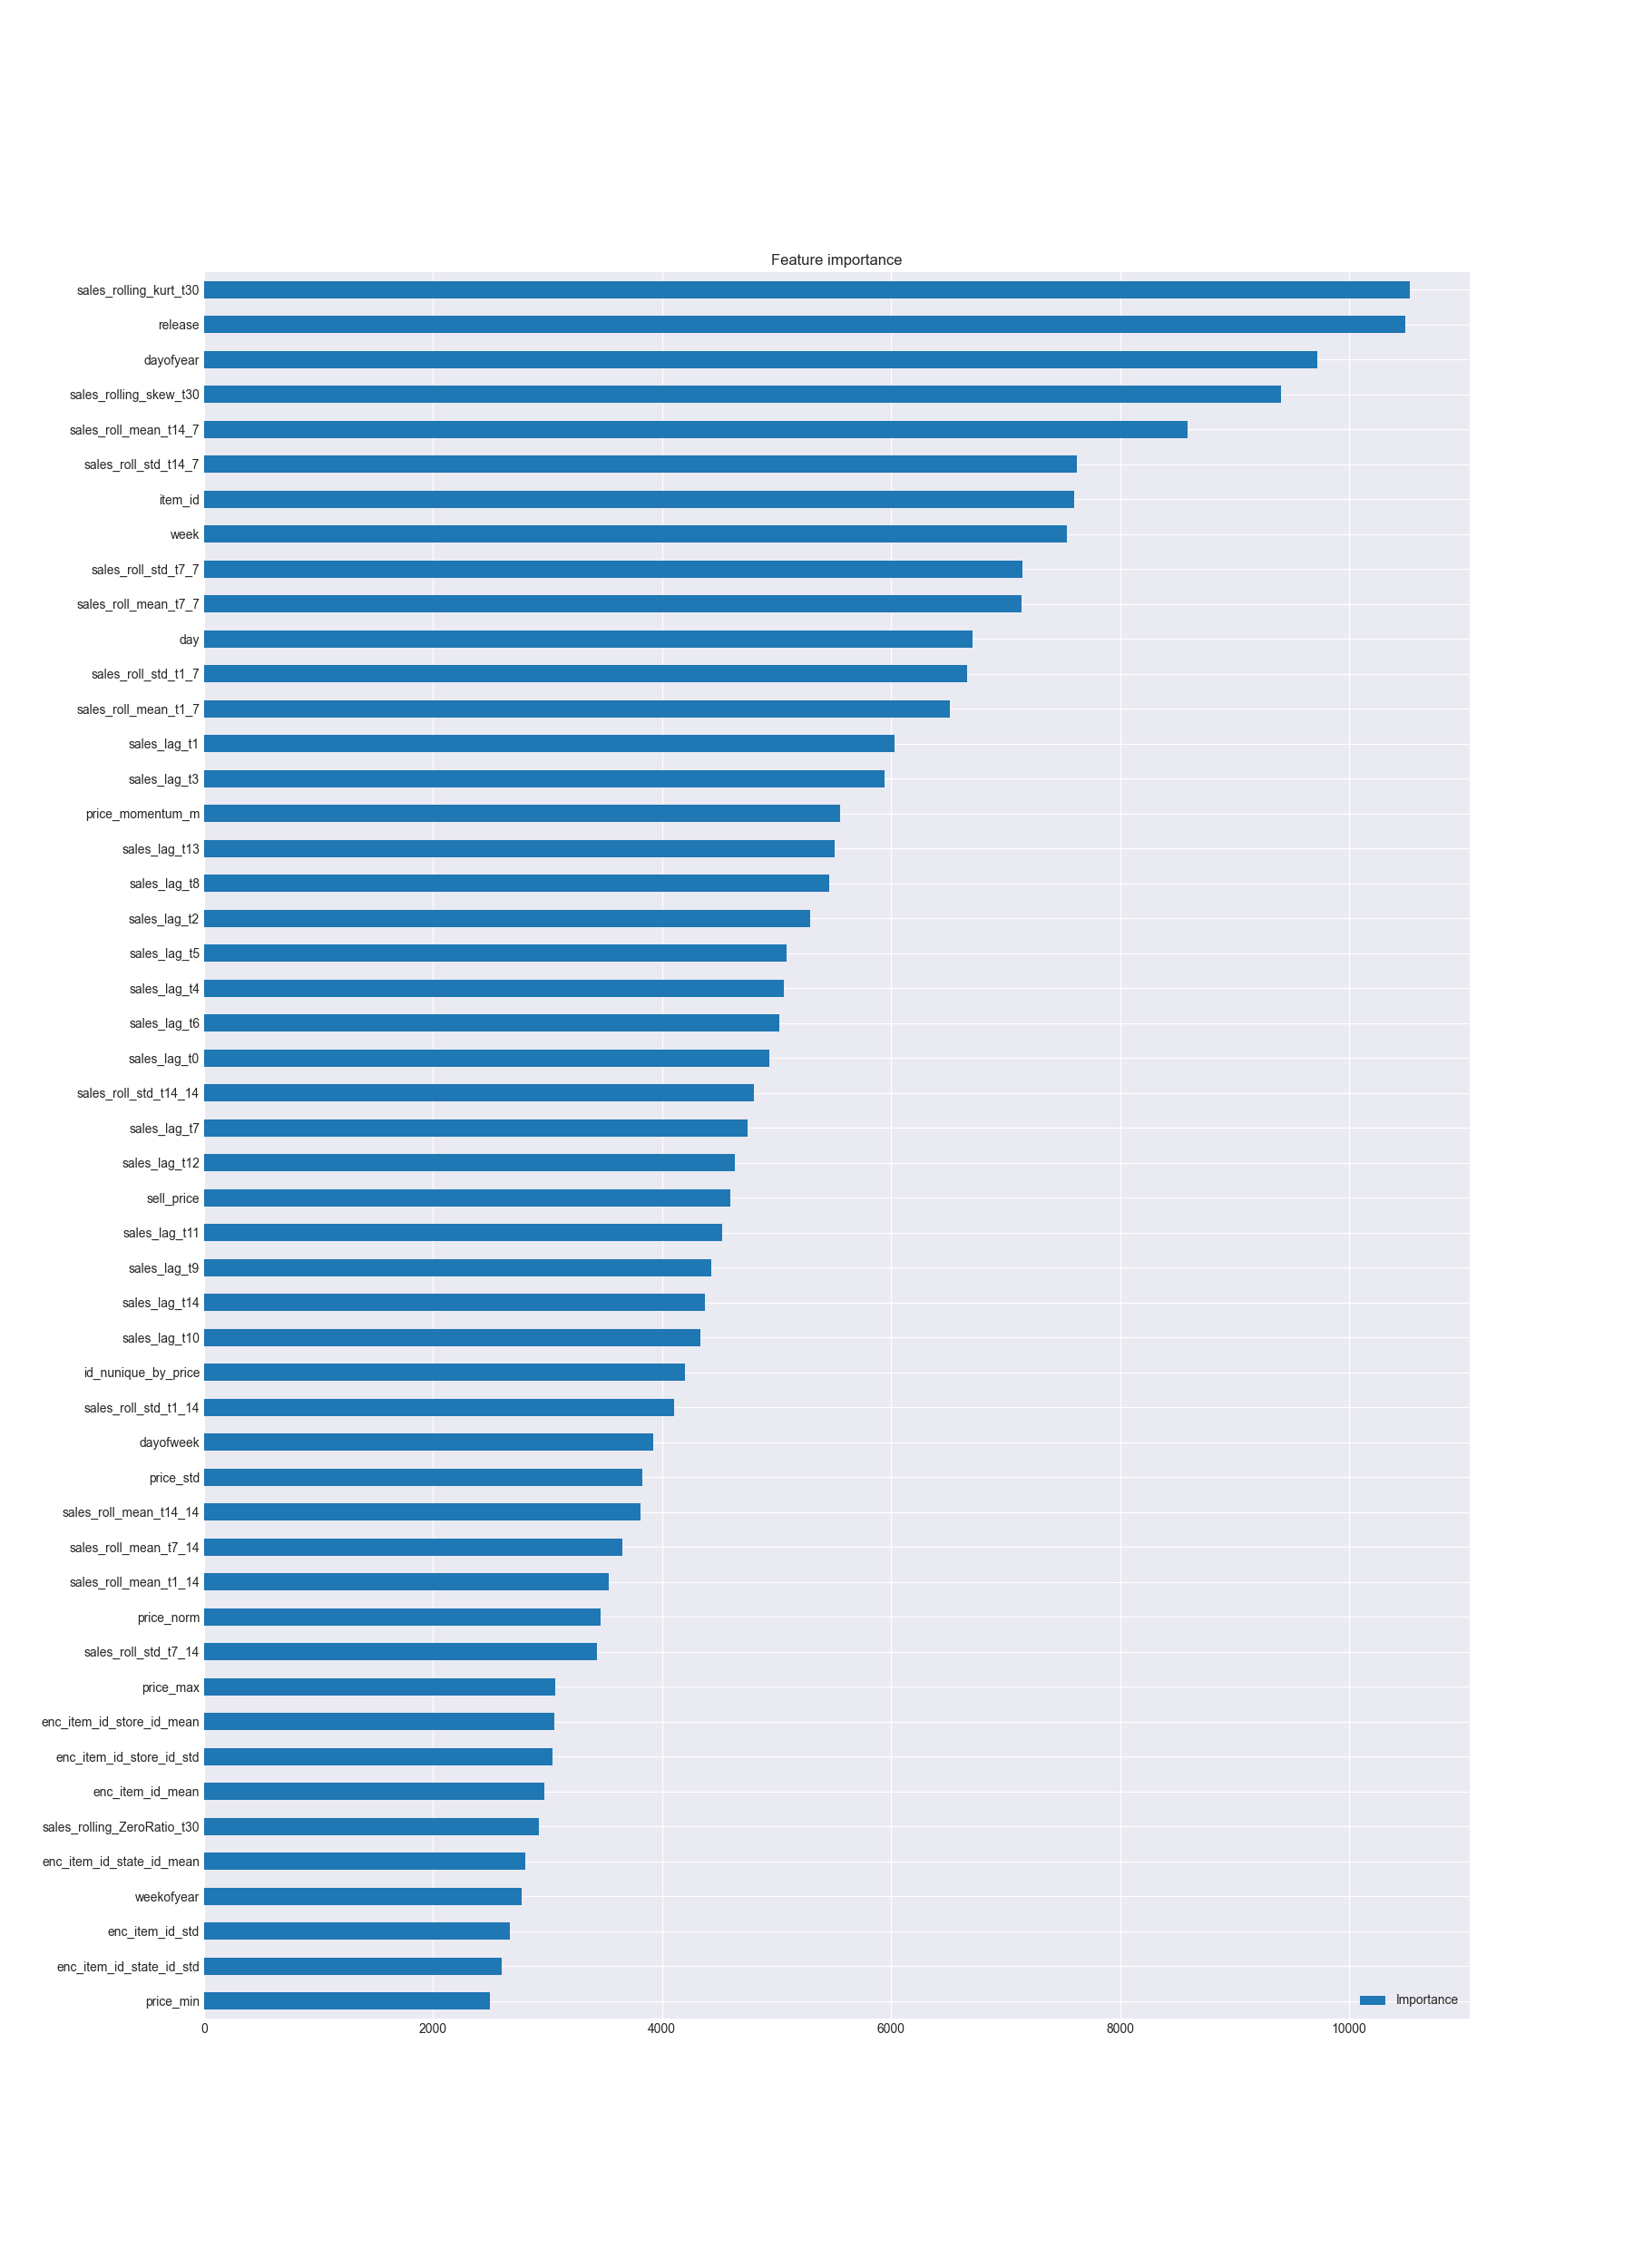 Feature importance
sales_rolling_kurt_t30
release
dayofyear
sales_rolling_skew_t30
sales_roll_mean_t14_7
sales_roll_std_t14_7
item_id
week
sales_roll_std_t7_7
sales_roll_mean_t7_7
day
sales_roll_std_t1_7
sales_roll_mean_t1_7
sales_lag_t1
sales_lag_t3
price_momentum_m
sales_lag_t13
sales_lag_t8
sales_lag_t2
sales_lag_t5
sales_lag_t4
sales_lag_t6
sales_lag_t0
sales_roll_std_t14_14
sales_lag_t7
sales_lag_t12
sell_price
sales_lag_t11
sales_lag_t9
sales_lag_t14
sales_lag_t10
id_nunique_by_price
sales_roll_std_t1_14
dayofweek
price_std
sales_roll_mean_t14_14
sales_roll_mean_t7_14
sales_roll_mean_t1_14
price_norm
sales_roll_std_t7_14
price_max
enc_item_id_store_id_mean
enc_item_id_store_id_std
enc_item_id_mean
sales_rolling_ZeroRatio_t30
enc_item_id_state_id_mean
weekofyear
enc_item_id_std
enc_item_id_state_id_std
price_min
Importance
0 2000 4000 6000 8000 10000